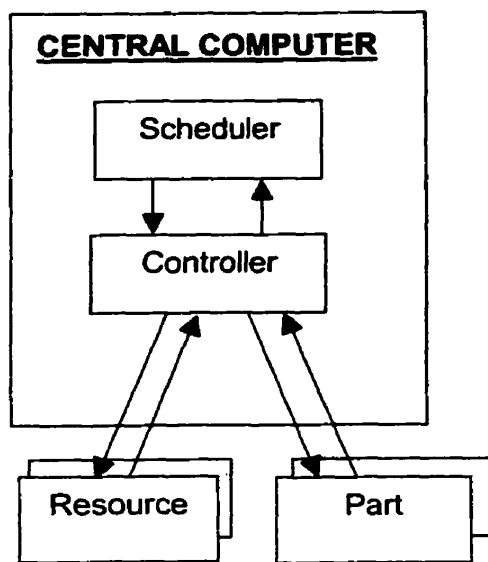 CENTRAL COMPUTER
Scheduler
Controller
Resource
Part